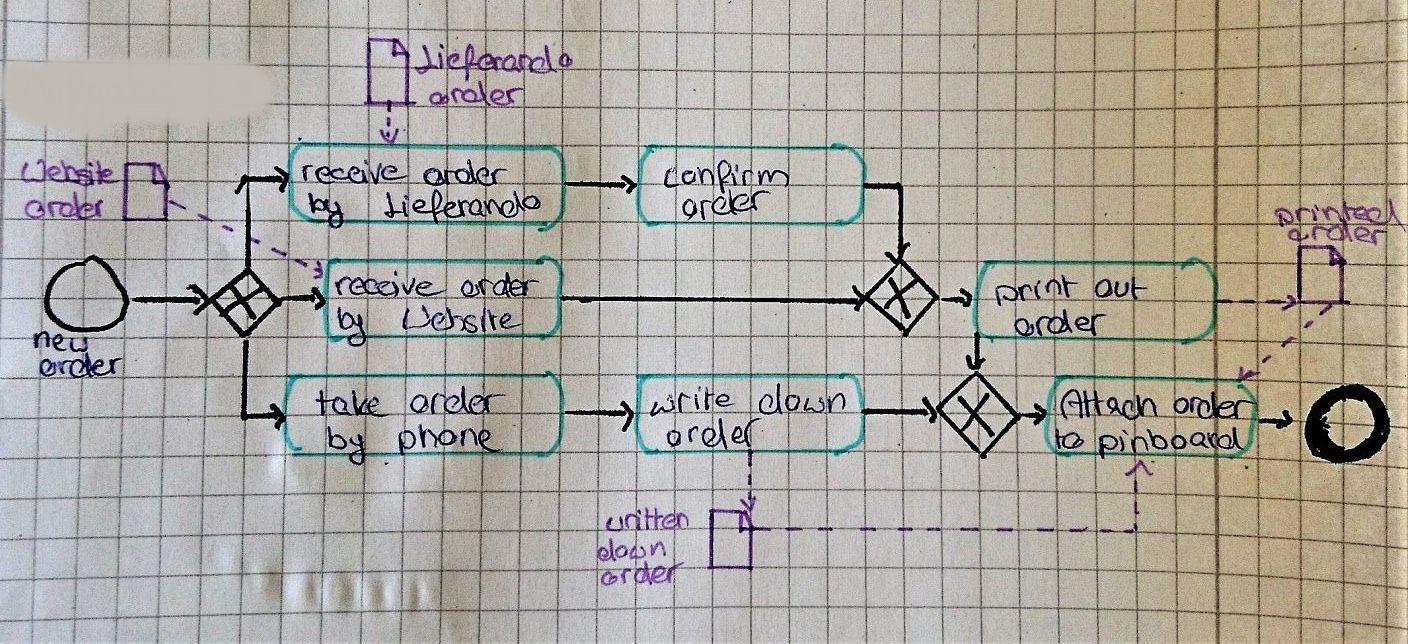 Lieferando
order
Website
order
receive order
by Lieferando
confirm
order
printed
order
new
order
receive order
by Website
print out
order
take order
by phone
write down
order
Attach order
to pinboard
written
down
order